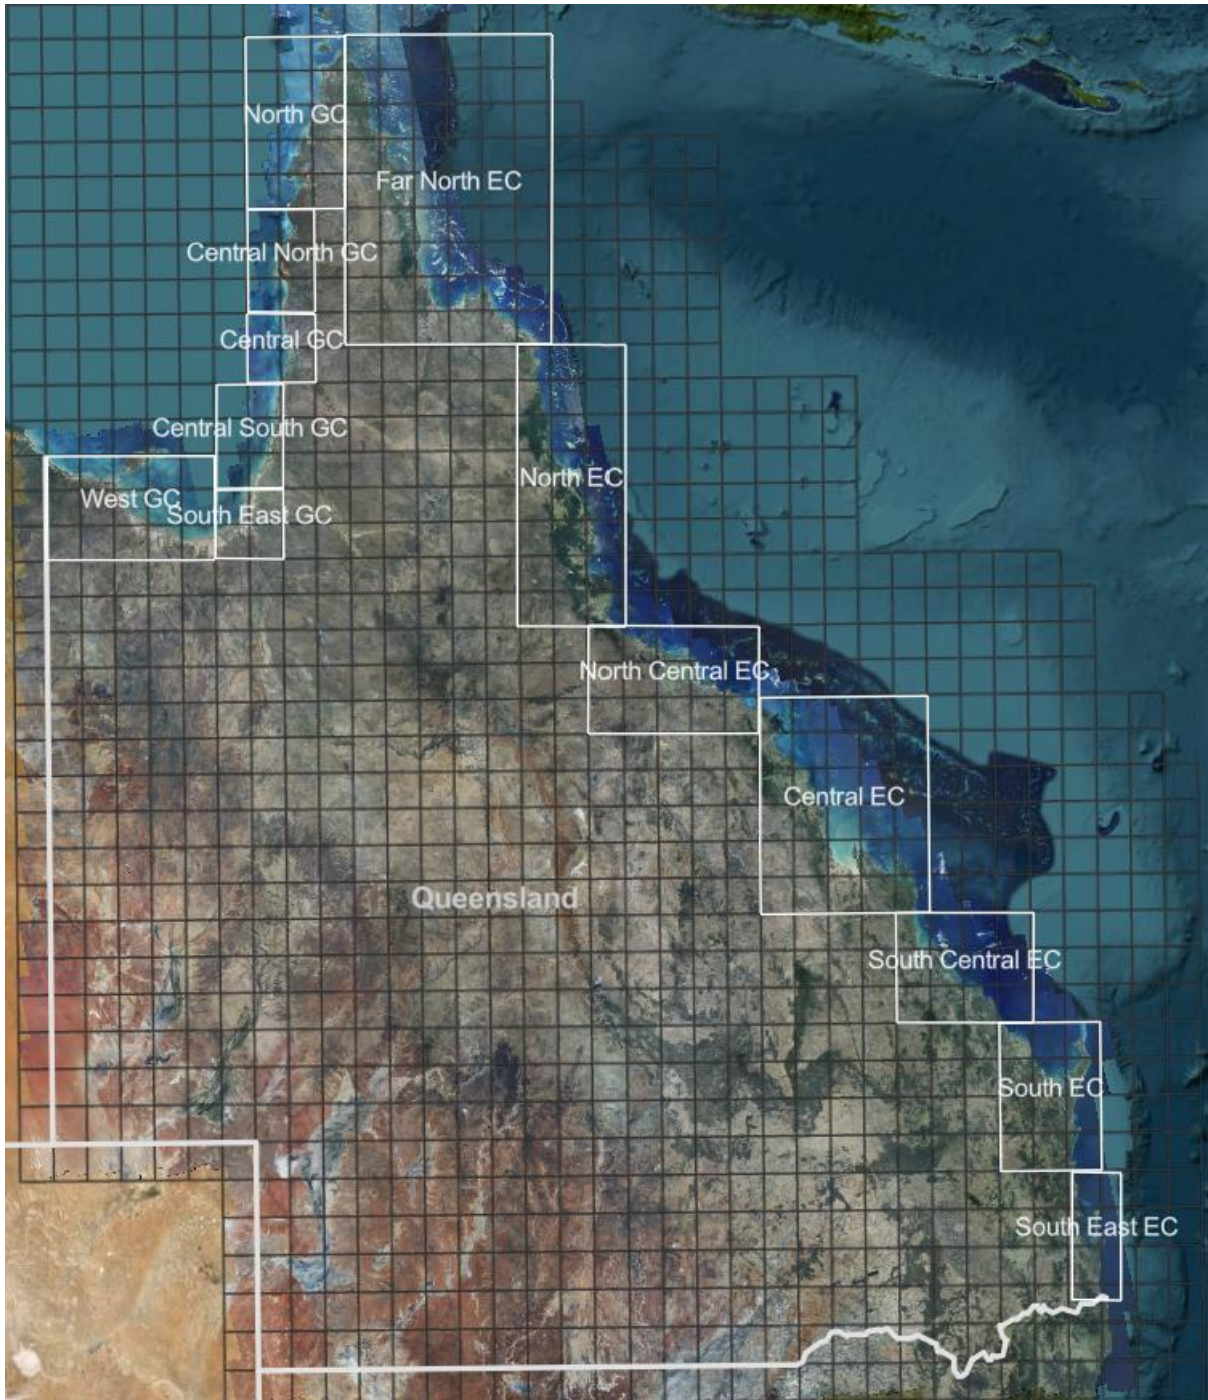 North GC
Far North EC
Central North GC
Central GC
Central South GC
North EC
West GC
South East GC
North Central EC
Central EC
Queensland
South Central EC
South EC
South East EC